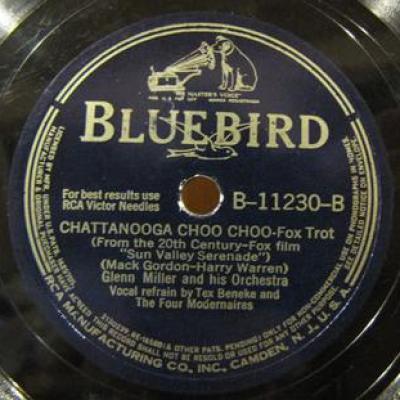 "HIS MASTER'S VOICE"
BLUEBIRD
For best results use
RCA Victor Needles
B-11230-B
CHATTANOOGA CHOO CHOO-Fox Trot
(From the 20th Century-Fox film
"Sun Valley Serenade")
(Mack Gordon-Harry Warren)
Glenn Miller and his Orchestra
Vocal refrain by Tex Beneke and
The Four Modernaires
RCA MANUFACTURING CO., INC., CAMDEN, N. J., U. S. A.